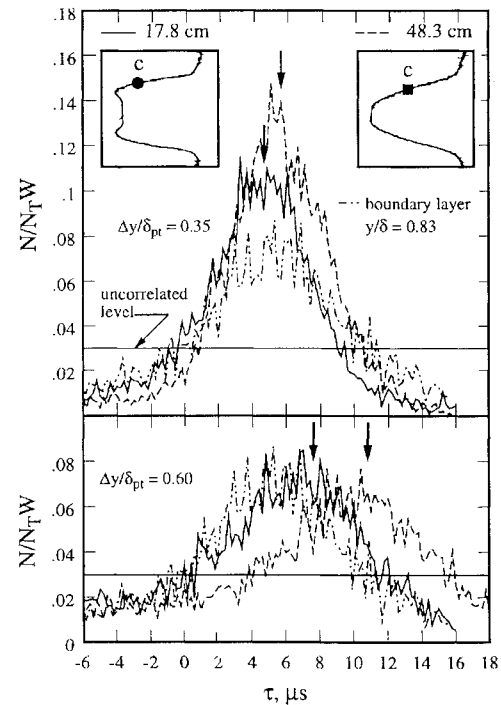 .18
17.8 cm
48.3 cm
.16
C
C
.14
.12
N/N_TW
.1
Δy/δ_pt = 0.35
boundary layer
y/δ = 0.83
.08
.06
uncorrelated
level
.04
.02
.08
Δy/δ_pt = 0.60
N/N_TW
.06
.04
.02
0
-6 -4 -2 0 2 4 6 8 10 12 14 16 18
τ, μs